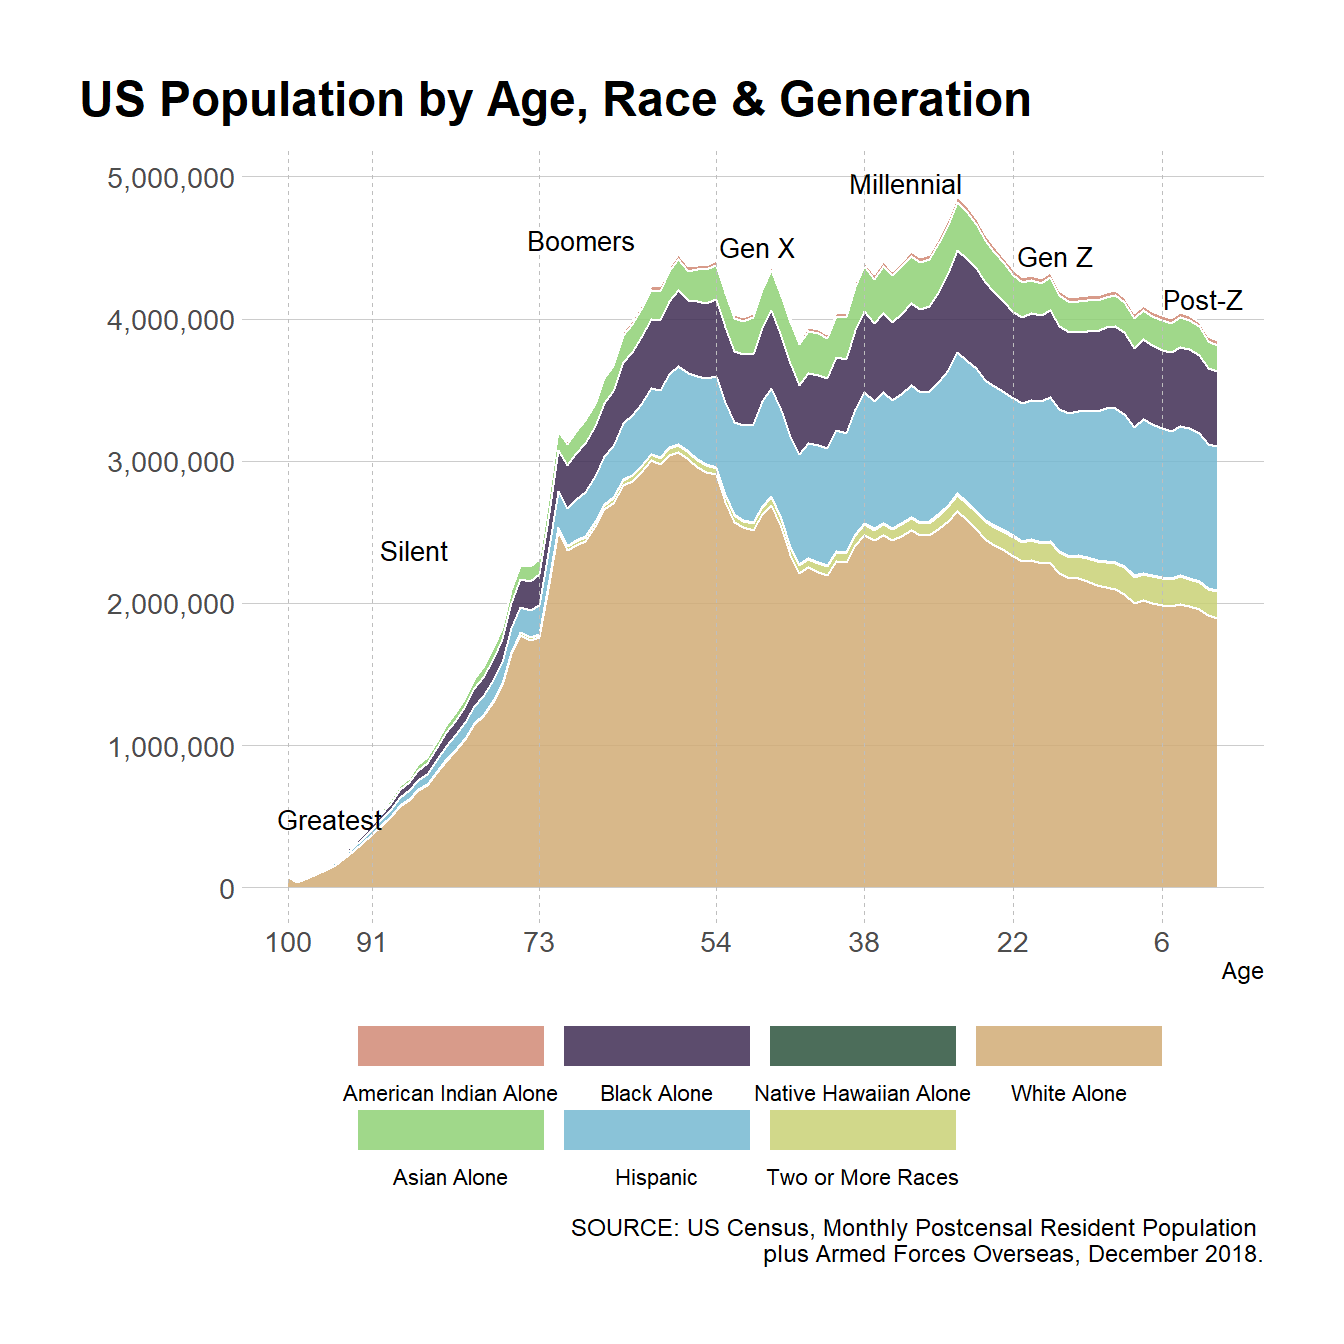 US Population by Age, Race & Generation
5,000,000
Millennial
Boomers
Gen X
Gen Z
Post-Z
4,000,000
3,000,000
Silent
2,000,000
1,000,000
Greatest
0
100 91 73 54 38 22 6
Age
American Indian Alone Black Alone Native Hawaiian Alone White Alone
Asian Alone Hispanic Two or More Races
SOURCE: US Census, Monthly Postcensal Resident Population
plus Armed Forces Overseas, December 2018.